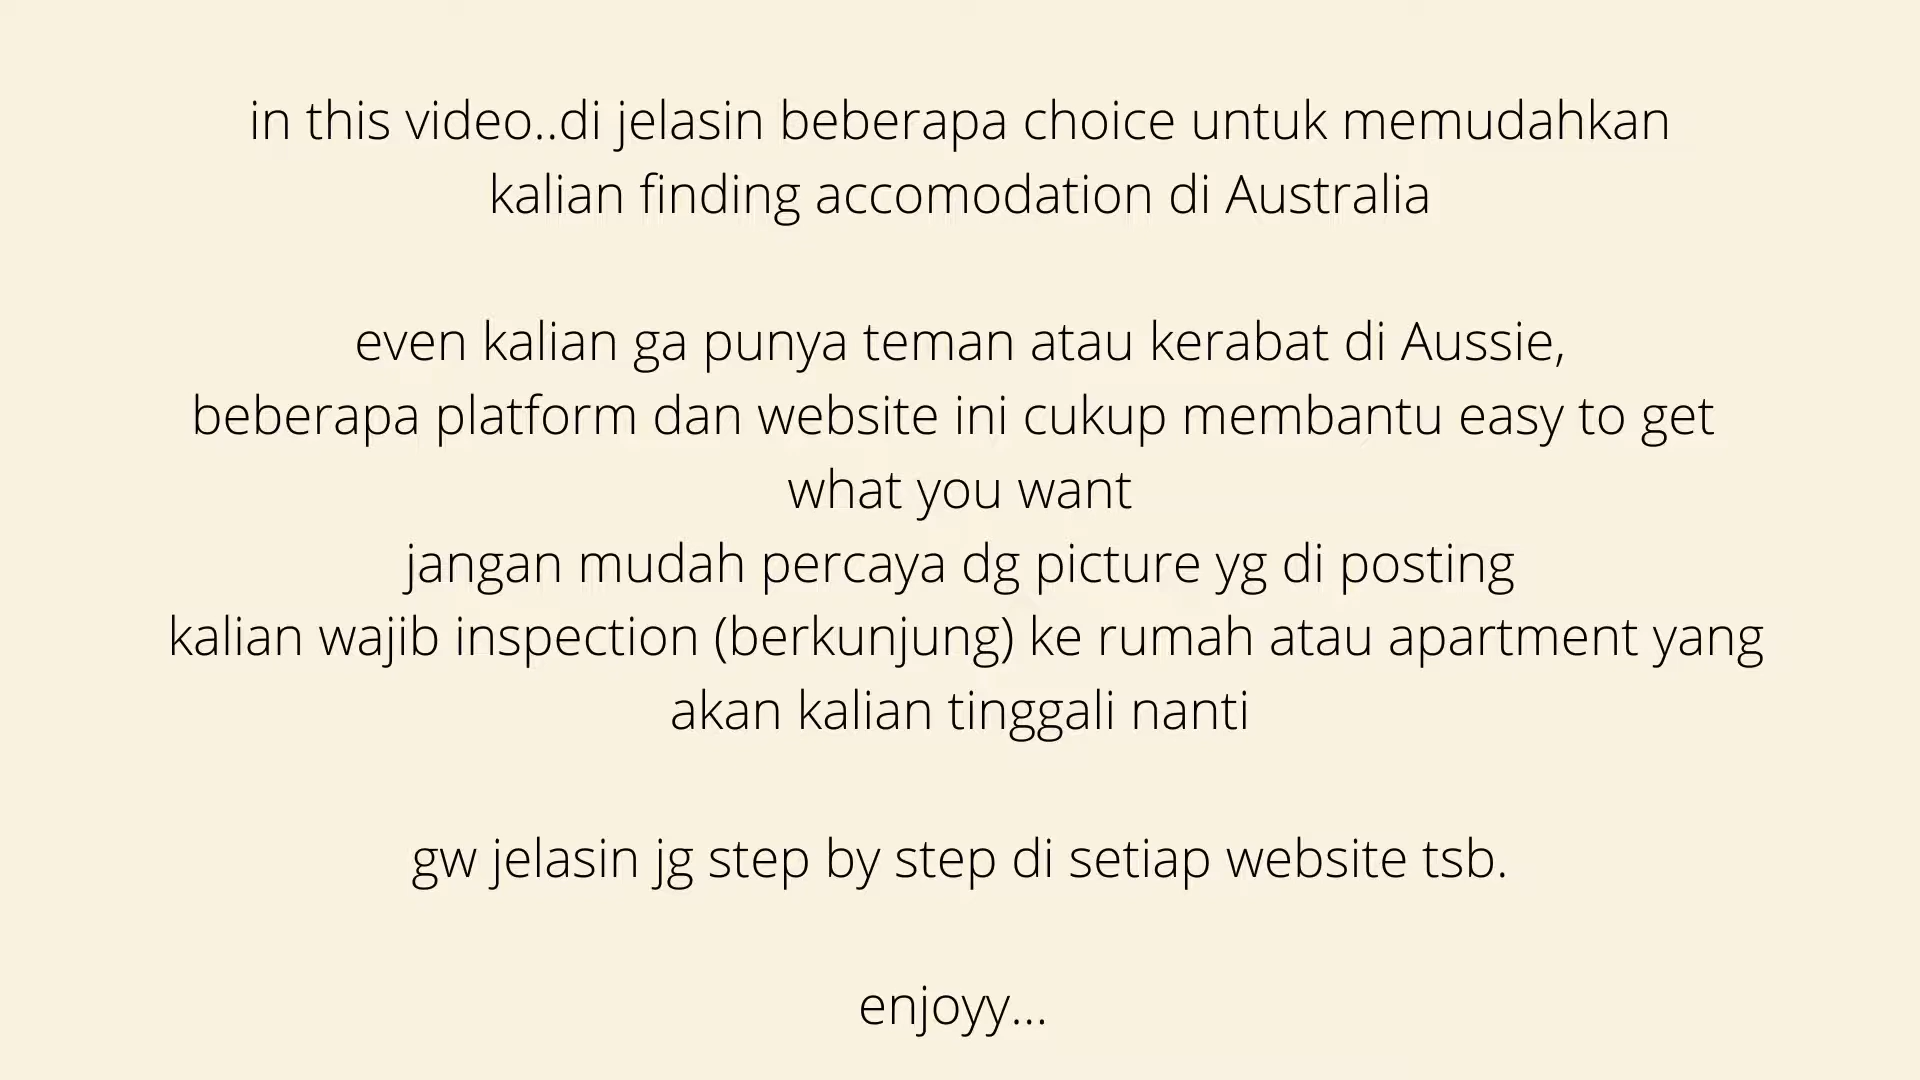 in this video..di jelasin beberapa choice untuk memudahkan
kalian finding accomodation di Australia
even kalian ga punya teman atau kerabat di Aussie,
beberapa platform dan website ini cukup membantu easy to get
what you want
jangan mudah percaya dg picture yg di posting
kalian wajib inspection (berkunjung) ke rumah atau apartment yang
akan kalian tinggali nanti
gw jelasin jg step by step di setiap website tsb.
enjoyy...